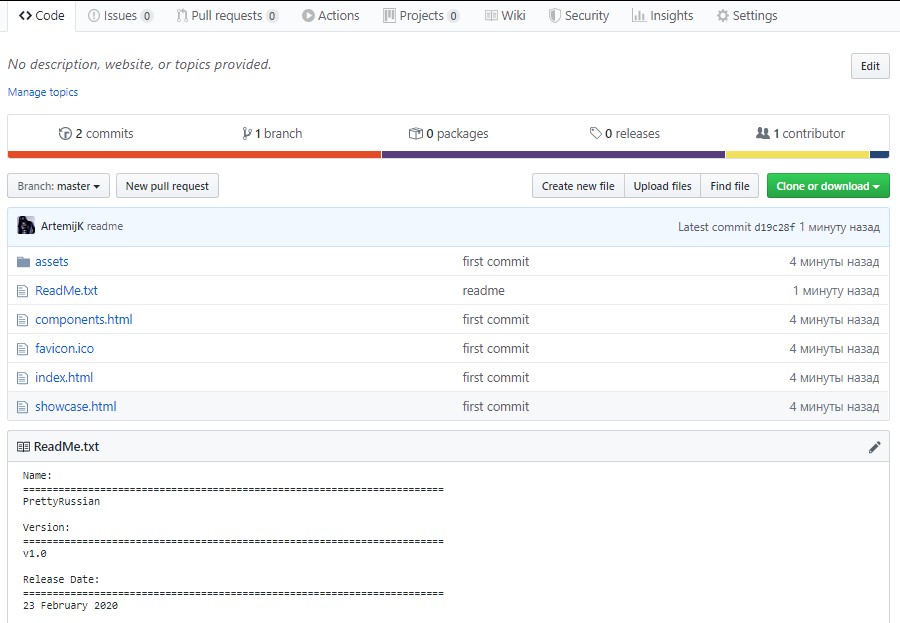 Code Issues 0 Pull requests 0 Actions Projects 0 Wiki Security Insights Settings
No description, website, or topics provided. Edit
Manage topics
2 commits 1 branch 0 packages 0 releases 1 contributor
Branch: master New pull request Create new file Upload files Find file Clone or download
ArtemijK readme Latest commit d19c28f 1 минуту назад
assets first commit 4 минуты назад
ReadMe.txt readme 1 минуту назад
components.html first commit 4 минуты назад
favicon.ico first commit 4 минуты назад
index.html first commit 4 минуты назад
showcase.html first commit 4 минуты назад
ReadMe.txt
Name:
=======================================================================
PrettyRussian
Version:
=======================================================================
v1.0
Release Date:
=======================================================================
23 February 2020